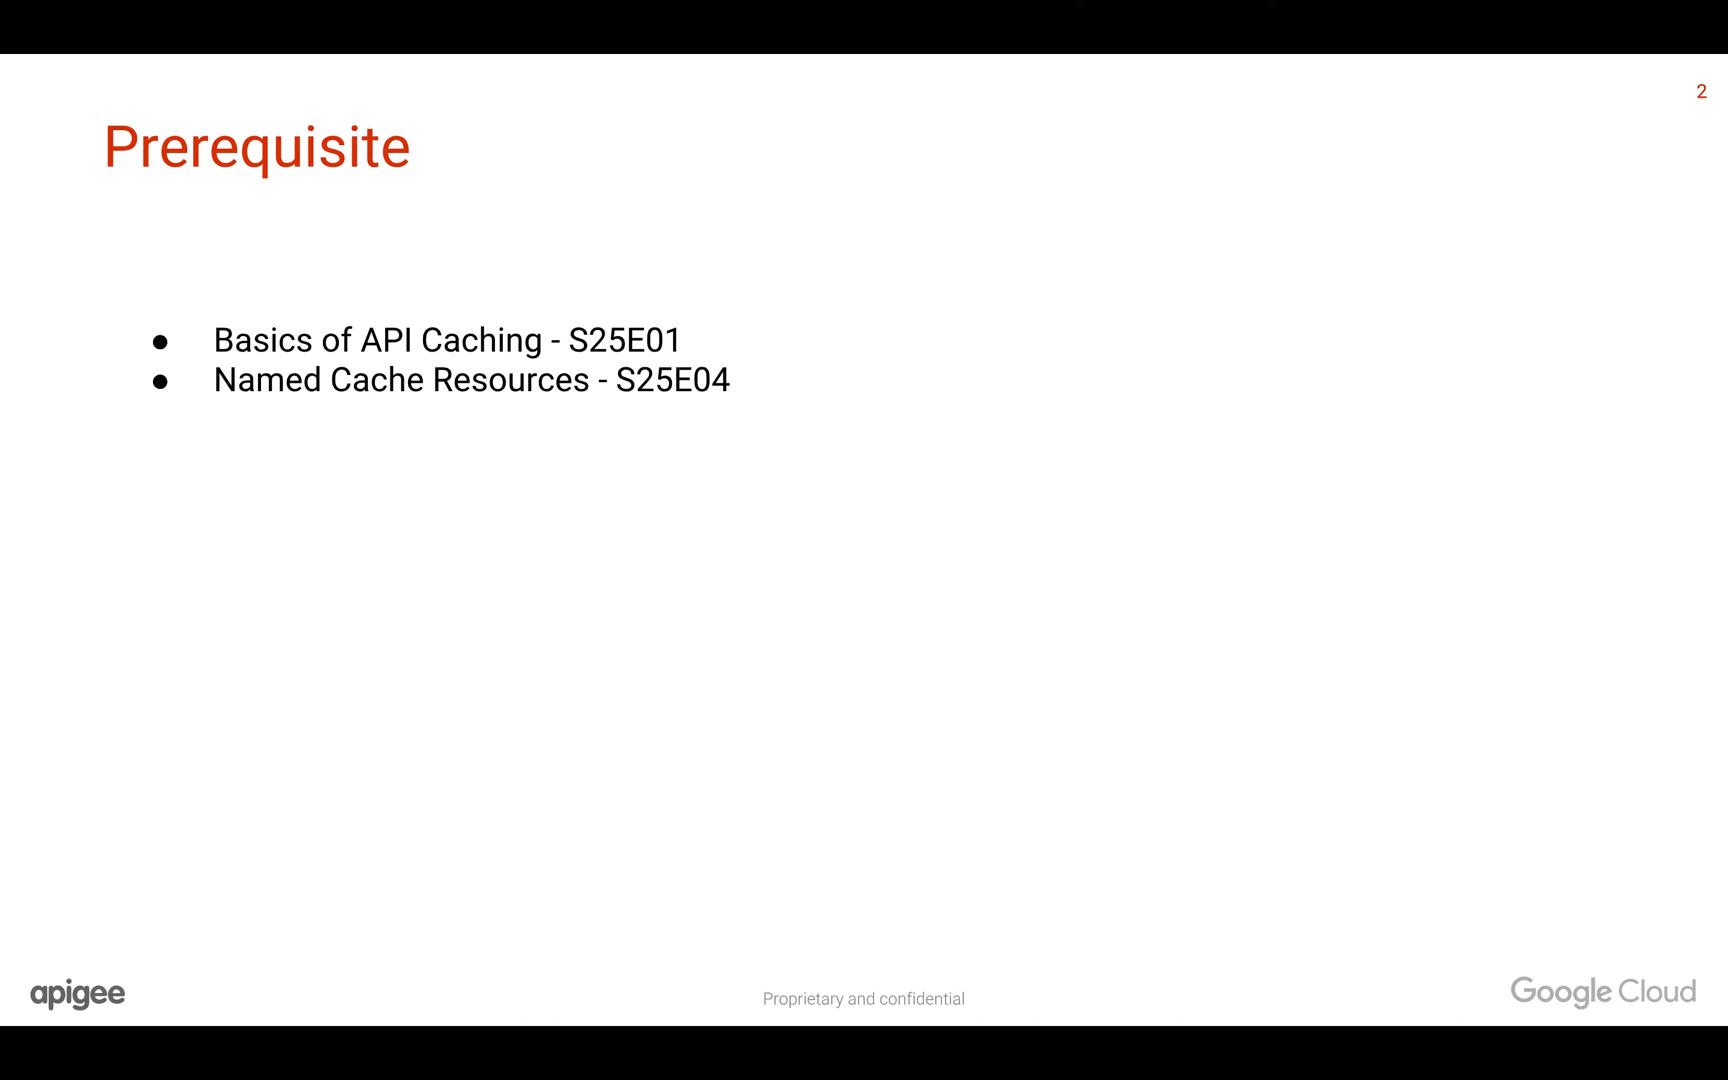 2
Prerequisite
● Basics of API Caching - S25E01
● Named Cache Resources - S25E04
apigee
Proprietary and confidential
Google Cloud